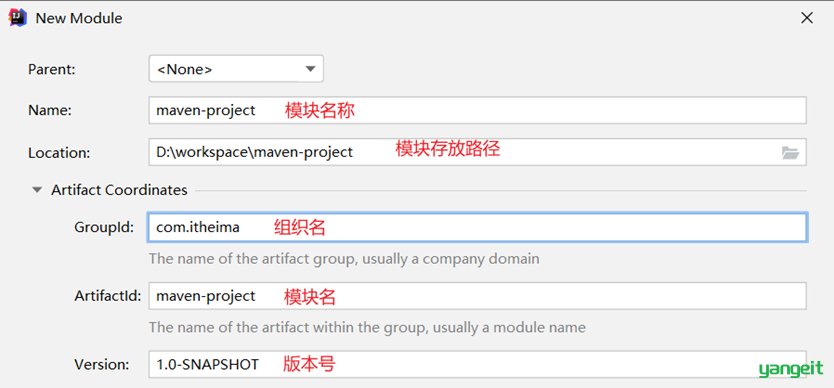 New Module
Parent: <None>
Name: maven-project 模块名称
Location: D:\workspace\maven-project 模块存放路径
Artifact Coordinates
GroupId: com.itheima 组织名
The name of the artifact group, usually a company domain
ArtifactId: maven-project 模块名
The name of the artifact within the group, usually a module name
Version: 1.0-SNAPSHOT 版本号
yangeit